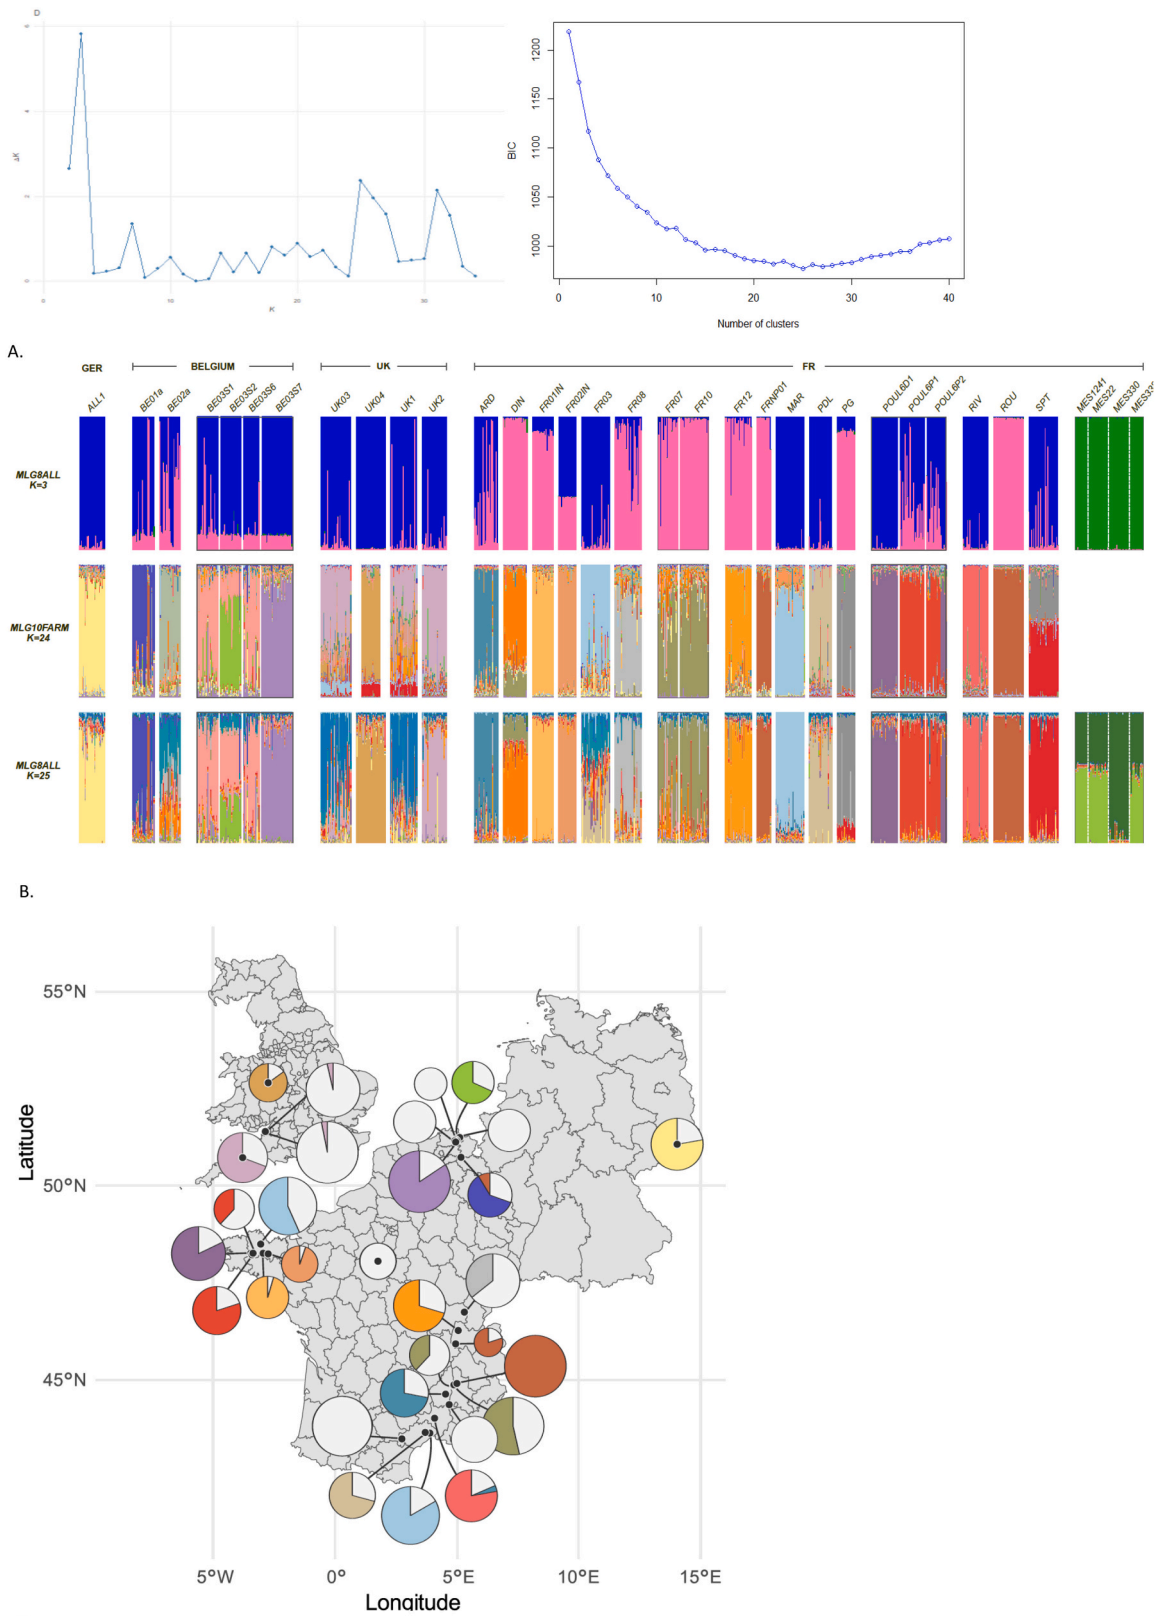 D
ΔK
0
10
20
30
K
BIC
1200
1150
1100
1050
1000
0 10 20 30 40
Number of clusters
A.
GER BELGIUM UK FR
ALL1 BE01a BE02a BE03S1 BE03S2 BE03S6 BE03S7 UK03 UK04 UK1 UK2 ARD DIN FR01IN FR02IN FR03 FR08 FR07 FR10 FR12 FRNP01 MAR PDL PG POUL6D1 POUL6P1 POUL6P2 RIV ROU SPT MES1241 MES22 MES330
MLG8ALL
K=3
MLG10FARM
K=24
MLG8ALL
K=25
B.
55°N
50°N
45°N
Latitude
5°W 0° 5°E 10°E 15°E
Longitude